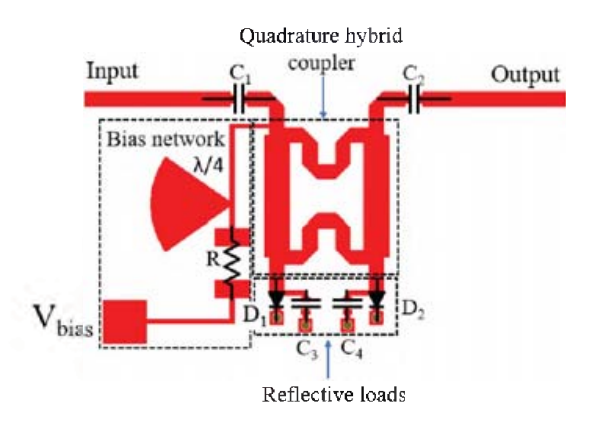 Quadrature hybrid
coupler
Input
C₁
C₂
Output
Bias network
λ/4
R
Vbias
D₁
D₂
C₃
C₄
Reflective loads